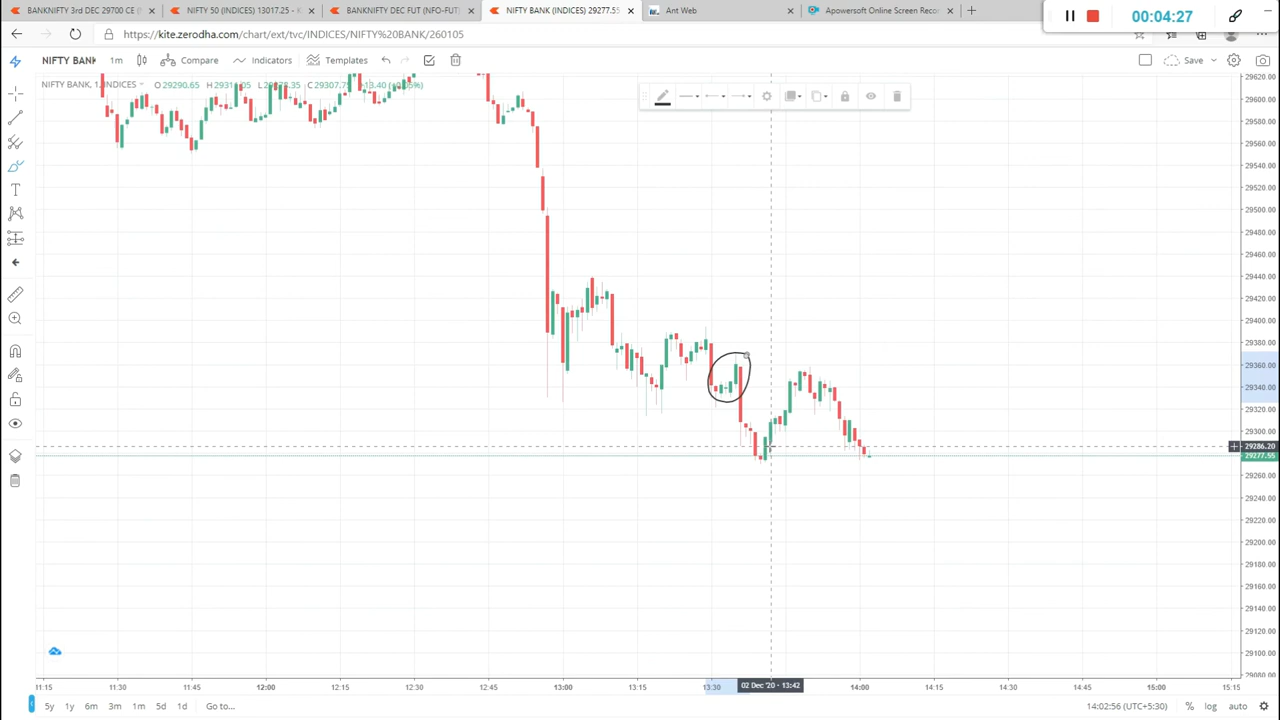 BANKNIFTY 3rd DEC 29700 CE (
NIFTY 50 (INDICES) 13017.25 - K
BANKNIFTY DEC FUT (NFO-FUT)
NIFTY BANK (INDICES) 29277.55
Ant Web
Apowersoft Online Screen Reco
00:04:27
https://kite.zerodha.com/chart/ext/tvc/INDICES/NIFTY%20BANK/260105
NIFTY BANK 1m Compare Indicators Templates Save
NIFTY BANK, 1, INDICES
29620.00
29600.00
29580.00
29560.00
29540.00
29520.00
29500.00
29480.00
29460.00
29440.00
29420.00
29400.00
29380.00
29360.00
29340.00
29320.00
29300.00
29286.20
29277.55
29260.00
29240.00
29220.00
29200.00
29180.00
29160.00
29140.00
29120.00
29100.00
29080.00
11:15 11:30 11:45 12:00 12:15 12:30 12:45 13:00 13:15 13:30 02 Dec '20 - 13:42 14:00 14:15 14:30 14:45 15:00 15:15
5y 1y 6m 3m 1m 5d 1d Go to... 14:02:56 (UTC+5:30) % log auto